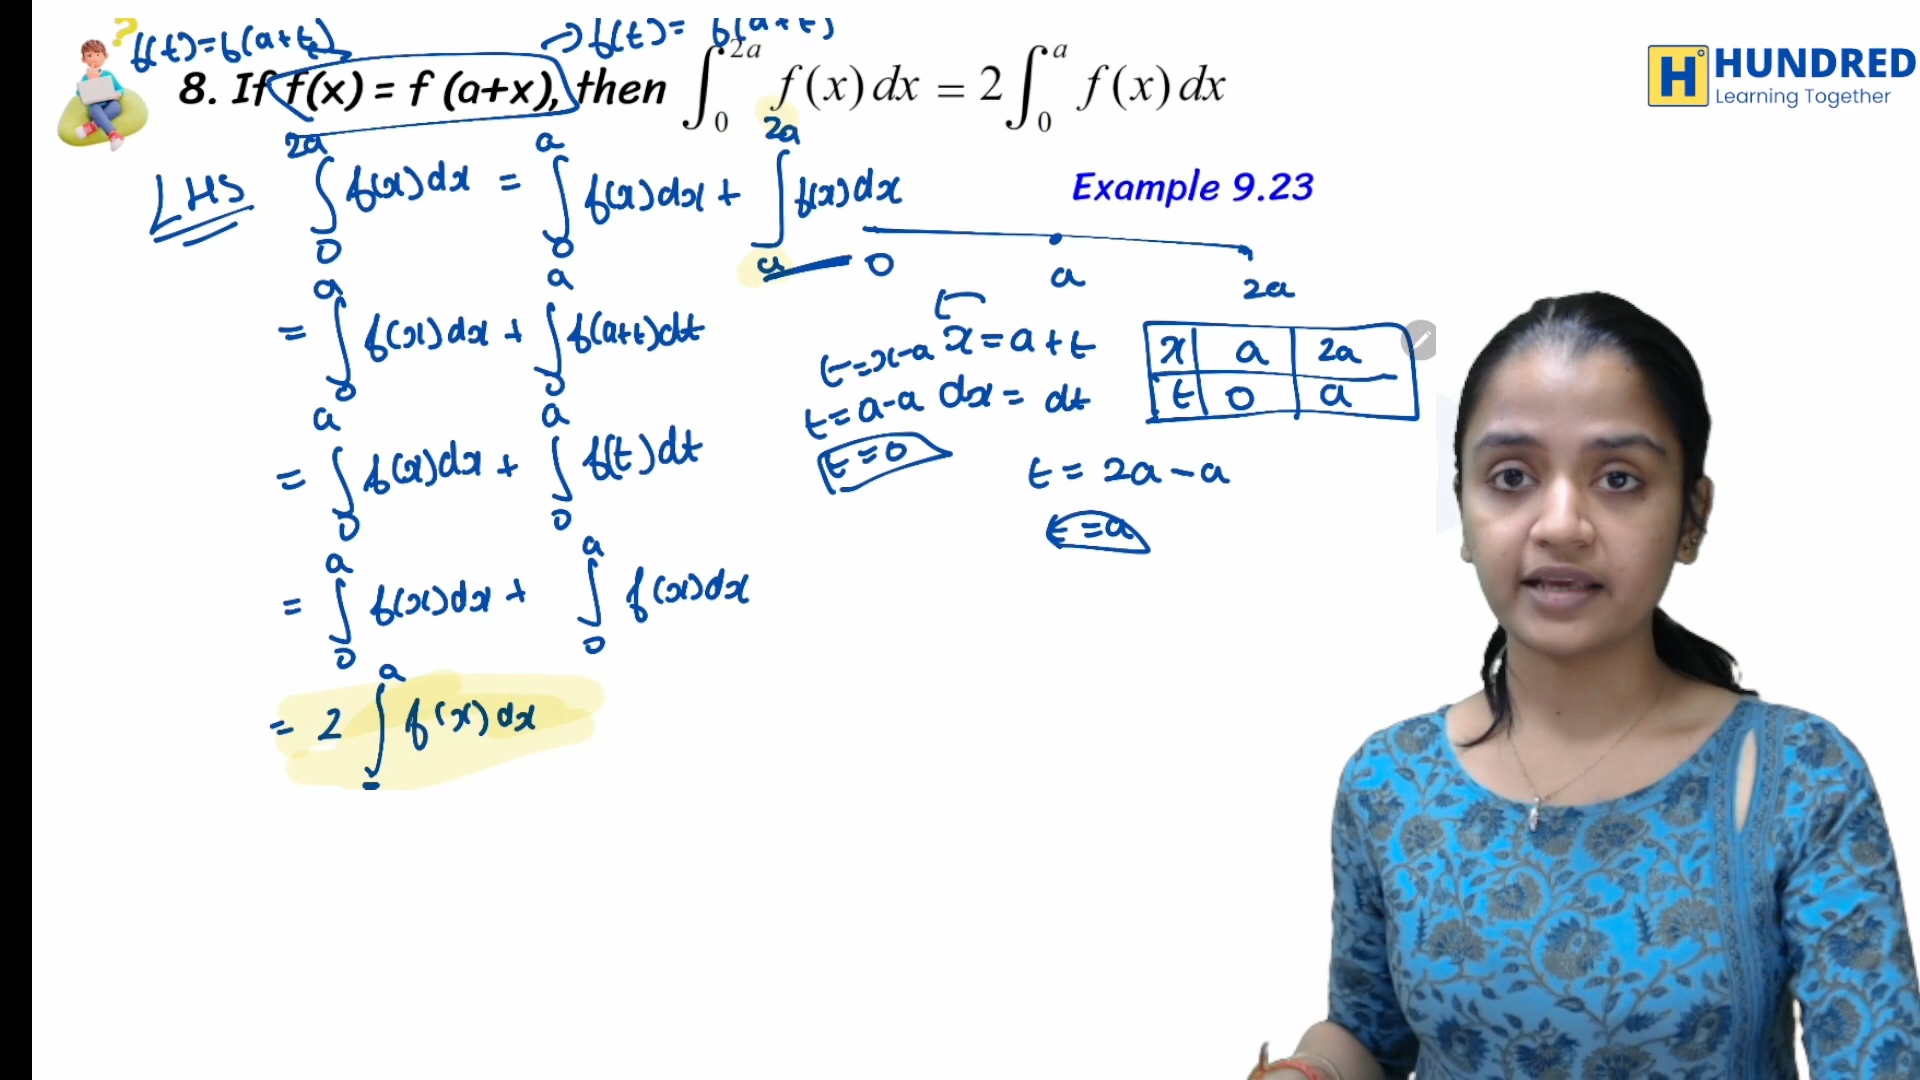 ?
f(t)=f(a+t)
→ f(t)= f(a+t)
8. If f(x) = f (a+x), then ∫₀²ᵃ f(x) dx = 2∫₀ᵃ f(x) dx
H HUNDRED
Learning Together
Example 9.23
LHS ∫₀²ᵃ f(x)dx = ∫₀ᵃ f(x)dx + ∫ₐ²ᵃ f(x)dx
0 a 2a
= ∫₀ᵃ f(x)dx + ∫₀ᵃ f(a+t)dt
= ∫₀ᵃ f(x)dx + ∫₀ᵃ f(t)dt
= ∫₀ᵃ f(x)dx + ∫₀ᵃ f(x)dx
= 2 ∫₀ᵃ f(x)dx
t=x-a x=a+t
t=a-a dx = dt
t=0
x a 2a
t 0 a
t= 2a-a
t=a